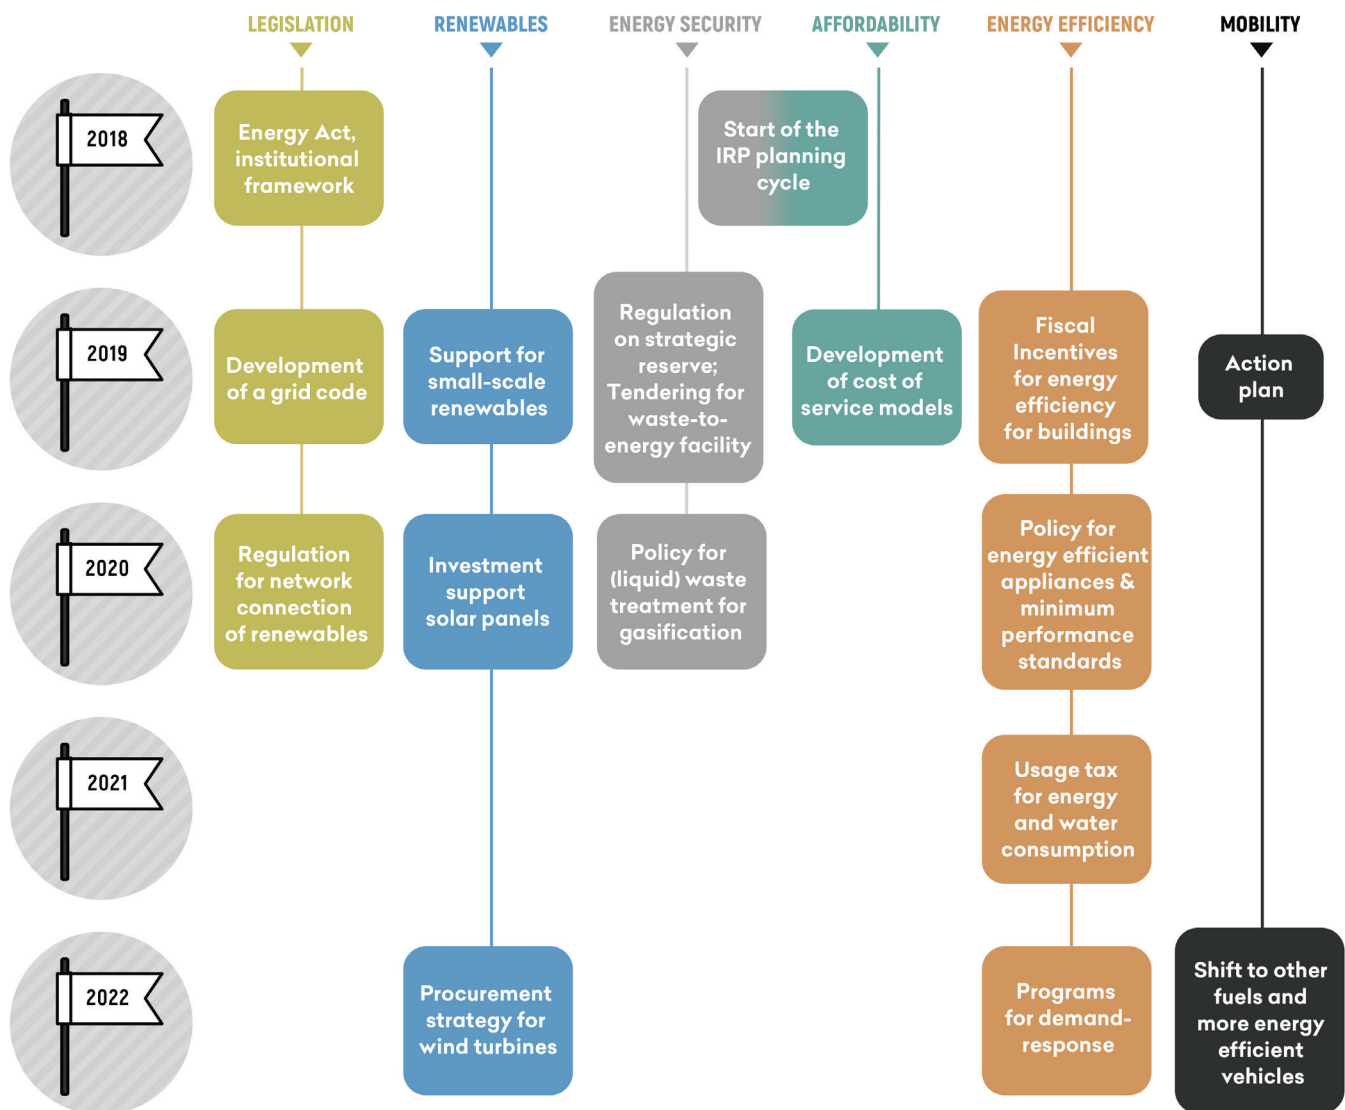 LEGISLATION
RENEWABLES
ENERGY SECURITY
AFFORDABILITY
ENERGY EFFICIENCY
MOBILITY
2018
Energy Act,
institutional
framework
Start of the
IRP planning
cycle
2019
Development
of a grid code
Support for
small-scale
renewables
Regulation
on strategic
reserve;
Tendering for
waste-to-
energy facility
Development
of cost of
service models
Fiscal
Incentives
for energy
efficiency
for buildings
Action
plan
2020
Regulation
for network
connection
of renewables
Investment
support
solar panels
Policy for
(liquid) waste
treatment for
gasification
Policy for
energy efficient
appliances &
minimum
performance
standards
2021
Usage tax
for energy
and water
consumption
2022
Procurement
strategy for
wind turbines
Programs
for demand-
response
Shift to other
fuels and
more energy
efficient
vehicles